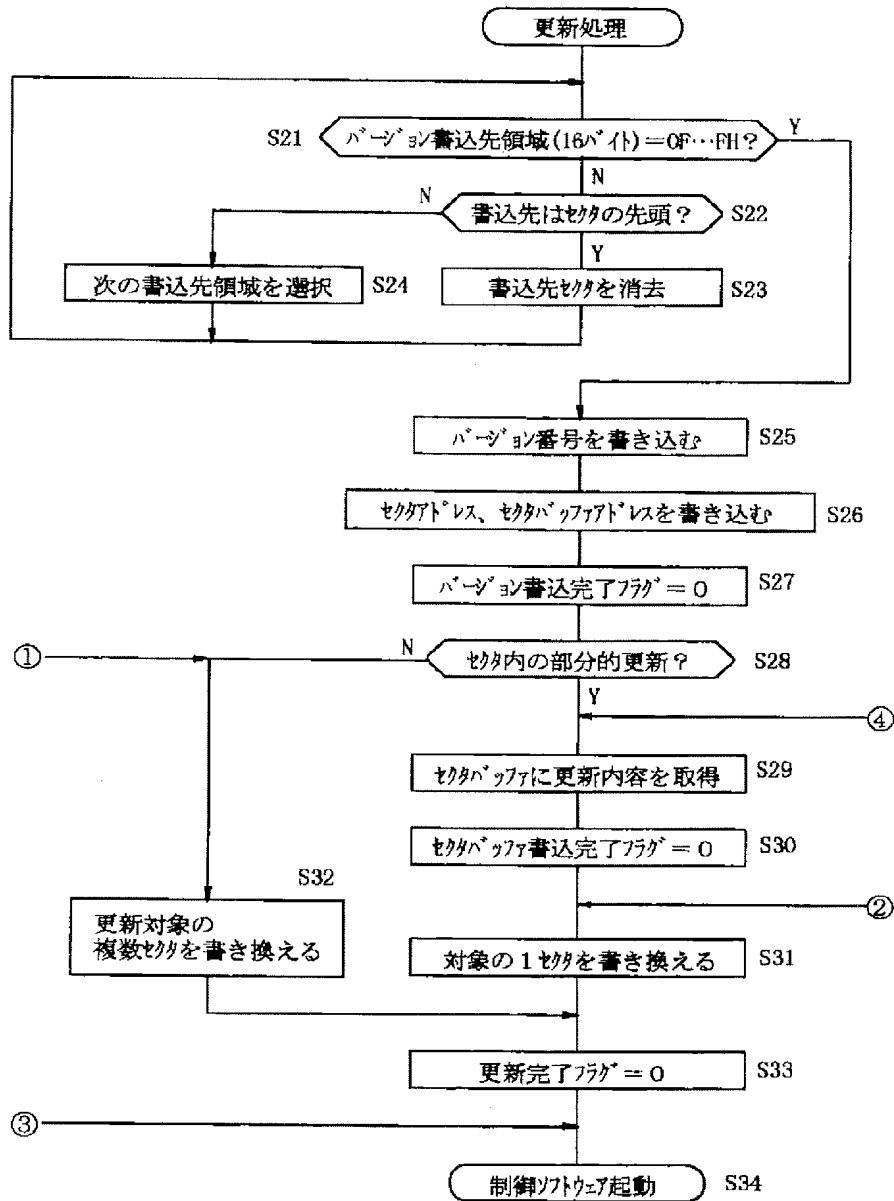 更新処理
S21 バージョン書込先領域(16バイト)=0F…FH? Y
N
N 書込先はセクタの先頭? S22
Y
次の書込先領域を選択 S24 書込先セクタを消去 S23
バージョン番号を書き込む S25
セクタアドレス、セクタバッファアドレスを書き込む S26
バージョン書込完了フラグ=0 S27
① N セクタ内の部分的更新? S28
Y
④
セクタバッファに更新内容を取得 S29
セクタバッファ書込完了フラグ=0 S30
S32
②
更新対象の
複数セクタを書き換える
対象の1セクタを書き換える S31
更新完了フラグ=0 S33
③
制御ソフトウェア起動 S34